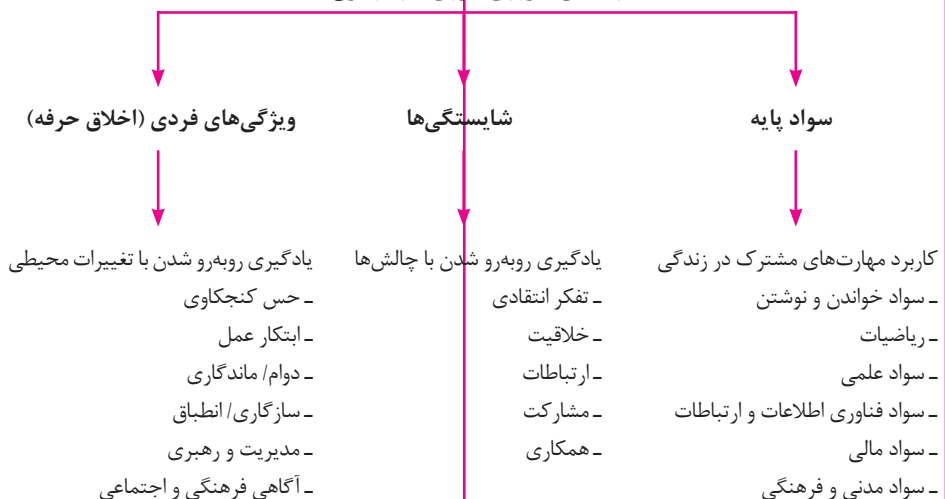 سواد پایه
شایستگی‌ها
ویژگی‌های فردی (اخلاق حرفه)
کاربرد مهارت‌های مشترک در زندگی
ـ سواد خواندن و نوشتن
ـ ریاضیات
ـ سواد علمی
ـ سواد فناوری اطلاعات و ارتباطات
ـ سواد مالی
ـ سواد مدنی و فرهنگی
یادگیری روبه‌رو شدن با چالش‌ها
ـ تفکر انتقادی
ـ خلاقیت
ـ ارتباطات
ـ مشارکت
ـ همکاری
یادگیری روبه‌رو شدن با تغییرات محیطی
ـ حس کنجکاوی
ـ ابتکار عمل
ـ دوام/ ماندگاری
ـ سازگاری/ انطباق
ـ مدیریت و رهبری
ـ آگاهی فرهنگی و اجتماعی